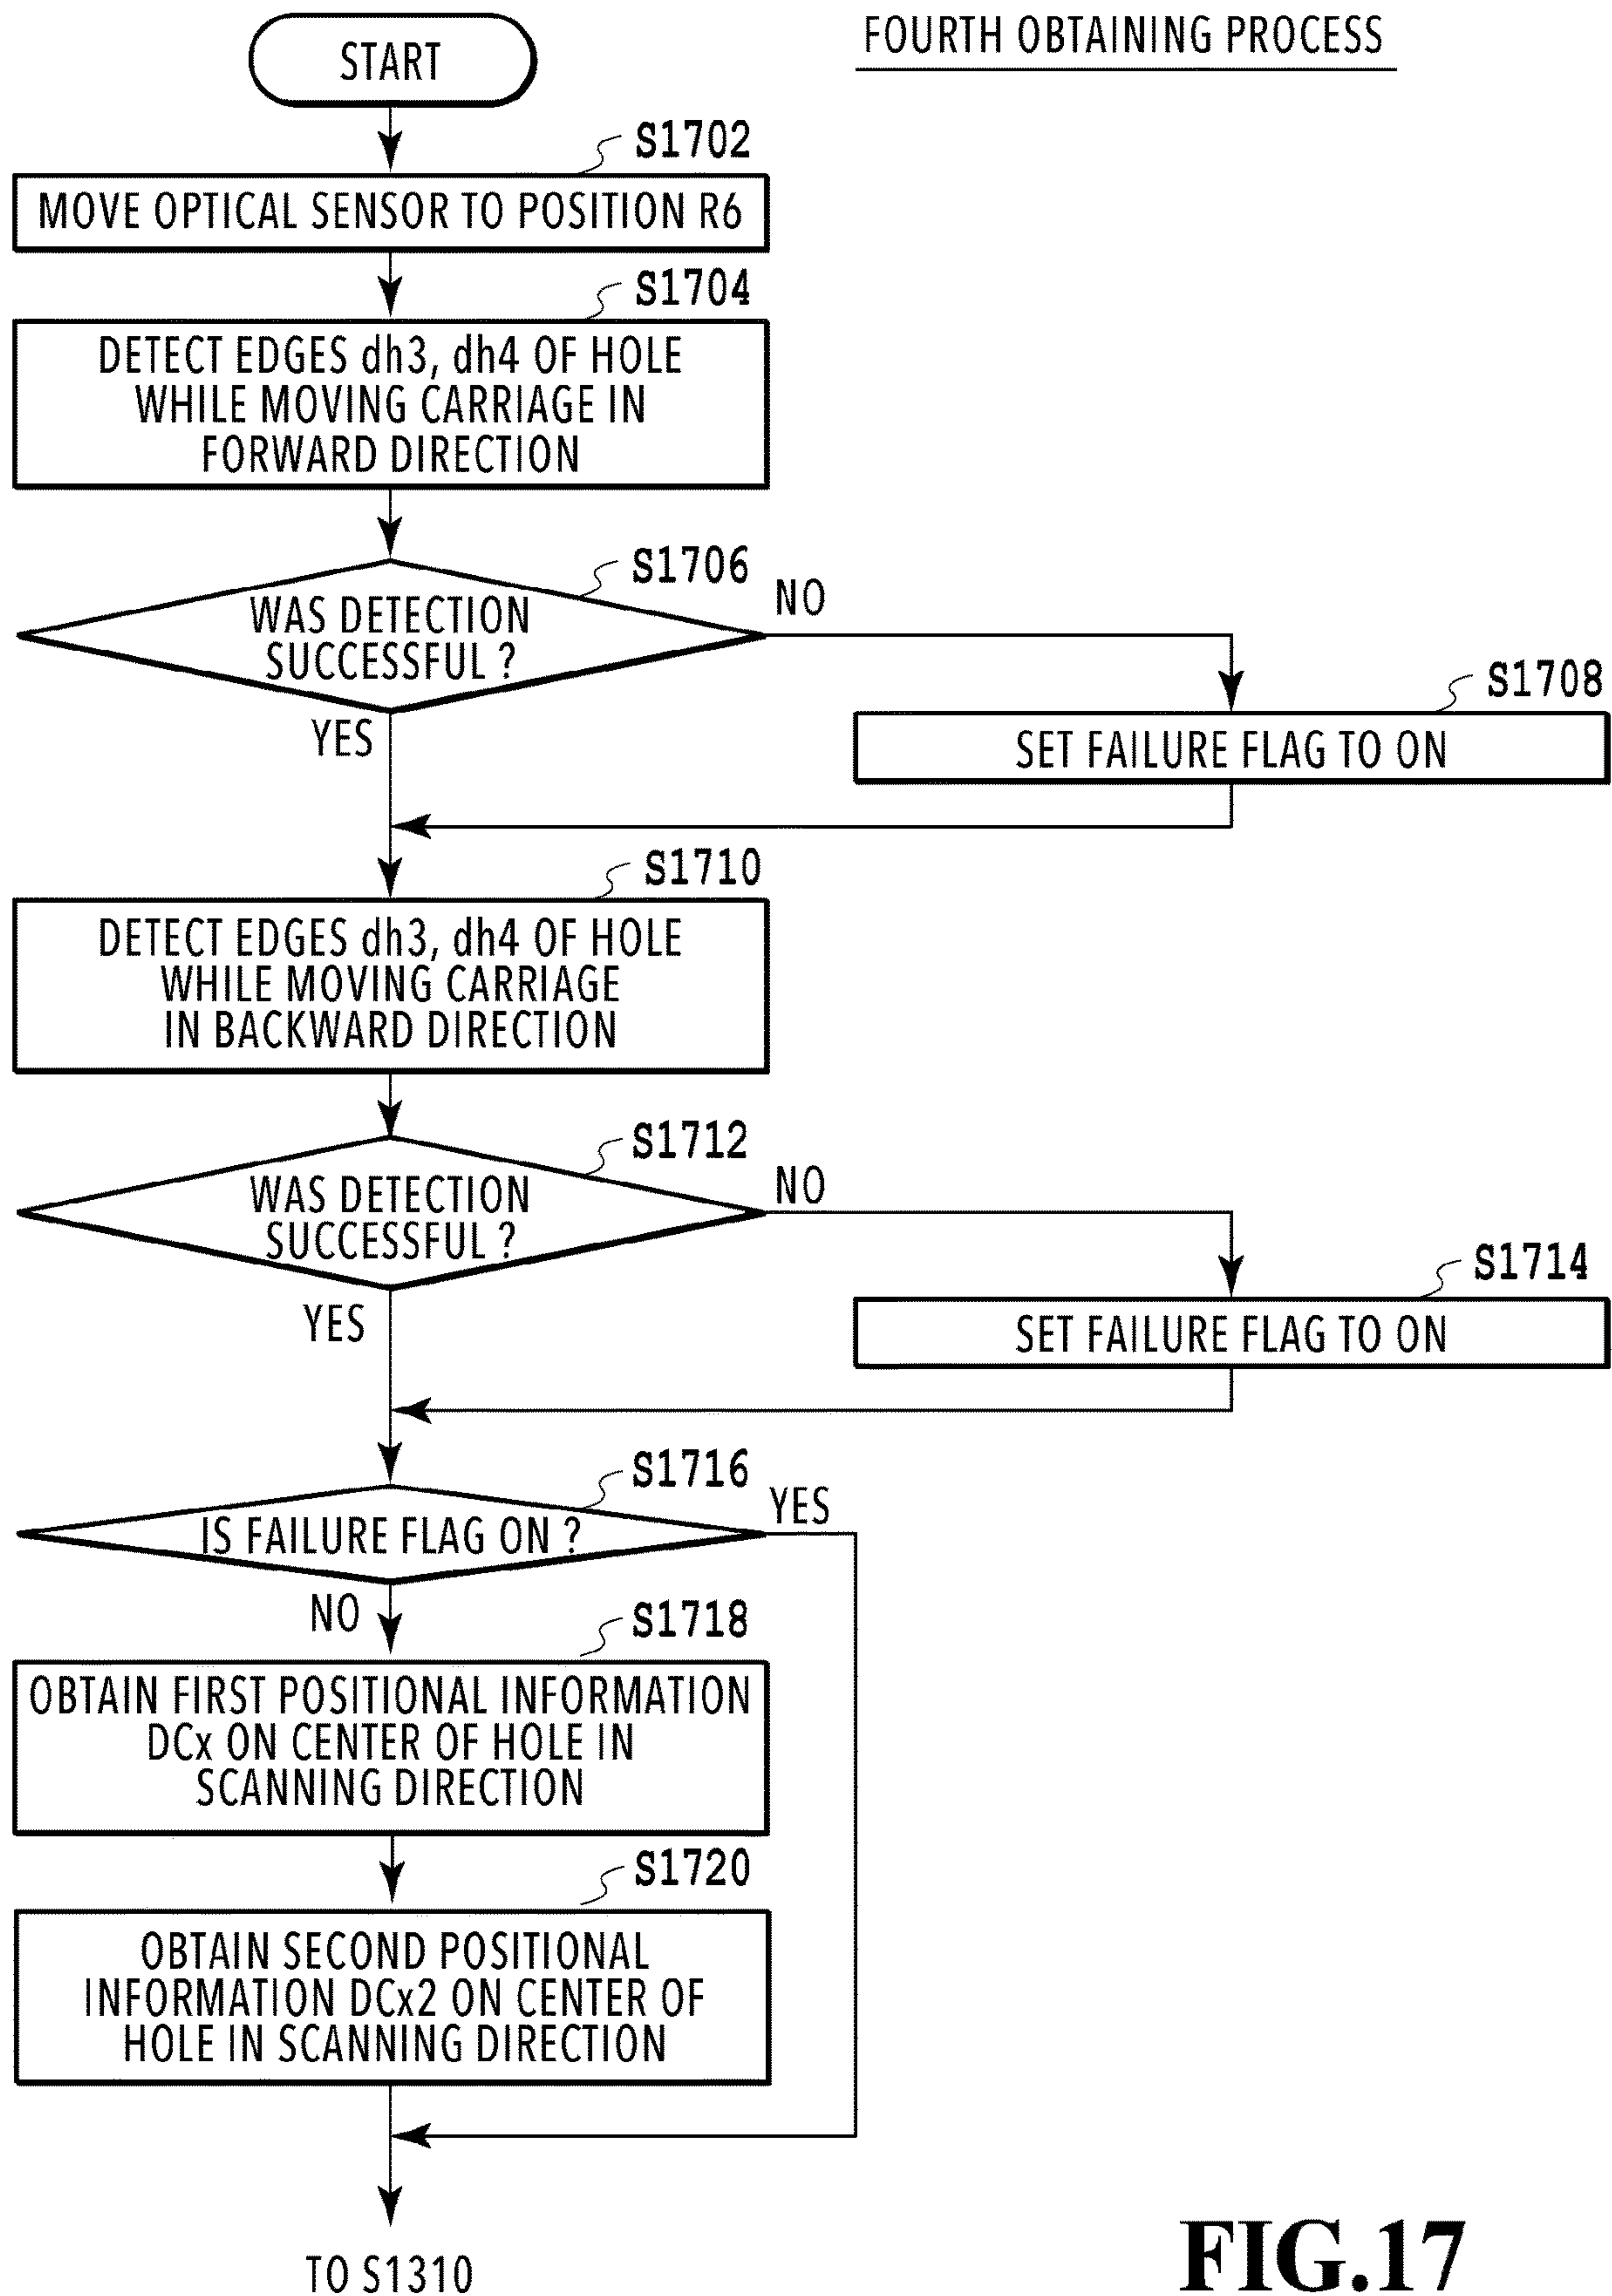 FOURTH OBTAINING PROCESS
START
S1702
MOVE OPTICAL SENSOR TO POSITION R6
S1704
DETECT EDGES dh3, dh4 OF HOLE
WHILE MOVING CARRIAGE IN
FORWARD DIRECTION
S1706
WAS DETECTION
SUCCESSFUL ?
NO
YES
S1708
SET FAILURE FLAG TO ON
S1710
DETECT EDGES dh3, dh4 OF HOLE
WHILE MOVING CARRIAGE
IN BACKWARD DIRECTION
S1712
WAS DETECTION
SUCCESSFUL ?
NO
YES
S1714
SET FAILURE FLAG TO ON
S1716
IS FAILURE FLAG ON ?
YES
NO
S1718
OBTAIN FIRST POSITIONAL INFORMATION
DCx ON CENTER OF HOLE IN
SCANNING DIRECTION
S1720
OBTAIN SECOND POSITIONAL
INFORMATION DCx2 ON CENTER OF
HOLE IN SCANNING DIRECTION
TO S1310
FIG.17